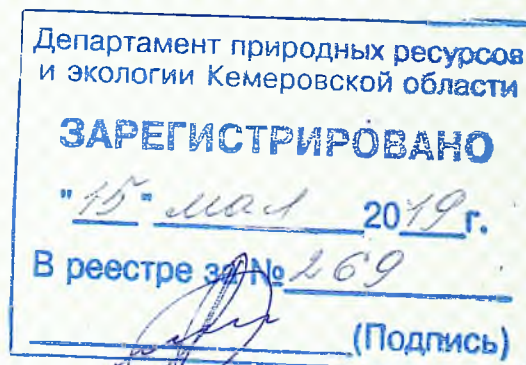 Департамент природных ресурсов
и экологии Кемеровской области
ЗАРЕГИСТРИРОВАНО
"15" мая 2019 г.
В реестре за № 269
(Подпись)